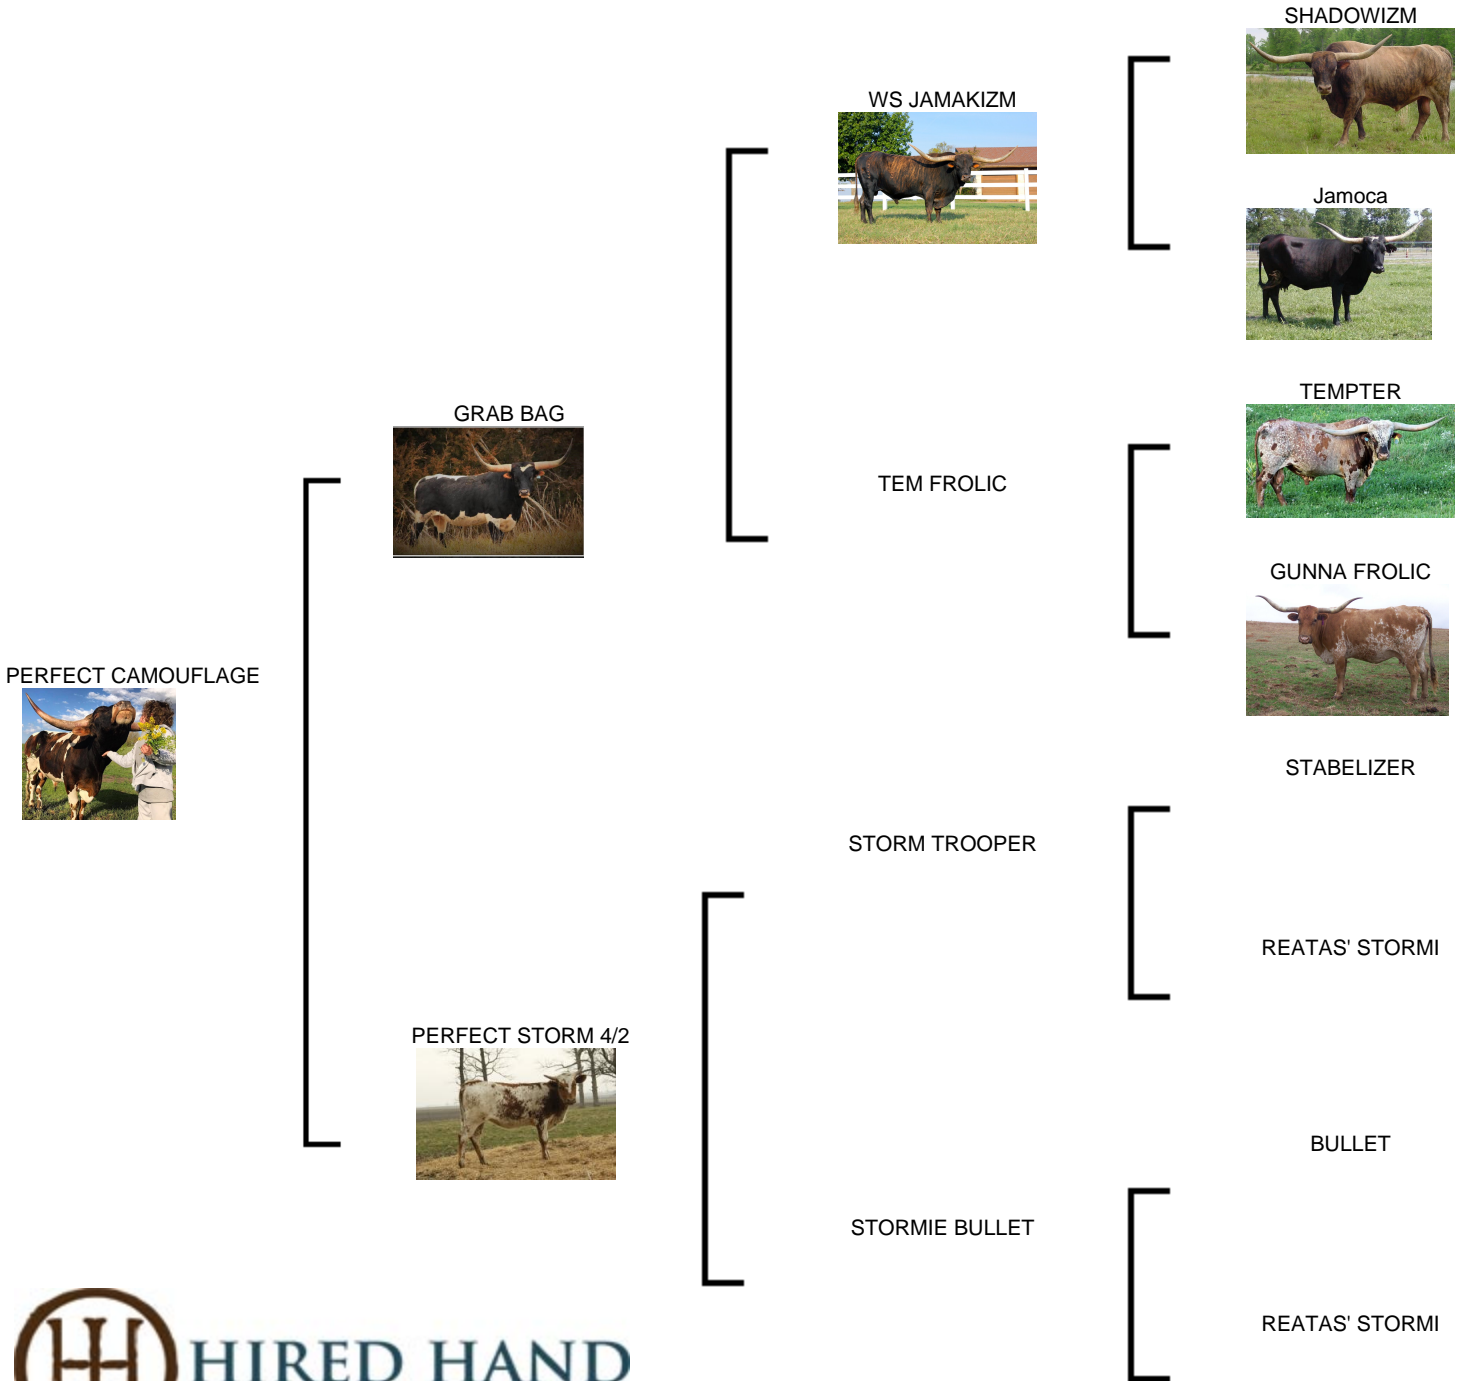 SHADOWIZM
WS JAMAKIZM
Jamoca
TEMPTER
GRAB BAG
TEM FROLIC
GUNNA FROLIC
PERFECT CAMOUFLAGE
STABELIZER
STORM TROOPER
REATAS' STORMI
PERFECT STORM 4/2
BULLET
STORMIE BULLET
REATAS' STORMI
HIRED HAND